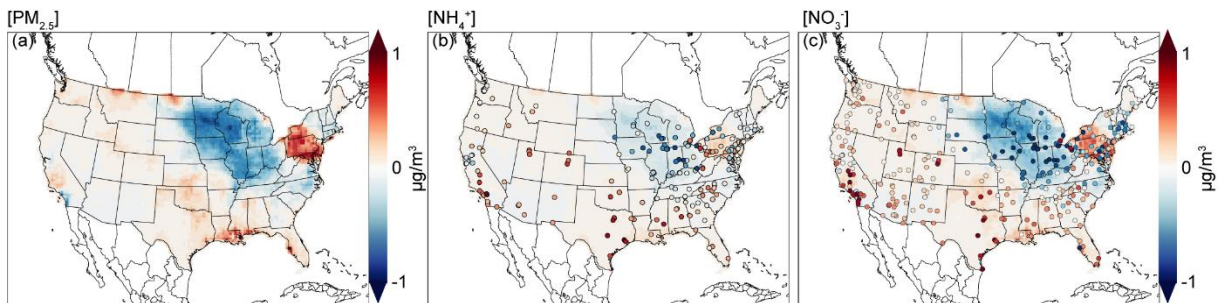 [PM2.5]
(a)
1
0
-1
μg/m³
[NH4+]
(b)
[NO3-]
(c)
1
0
-1
μg/m³